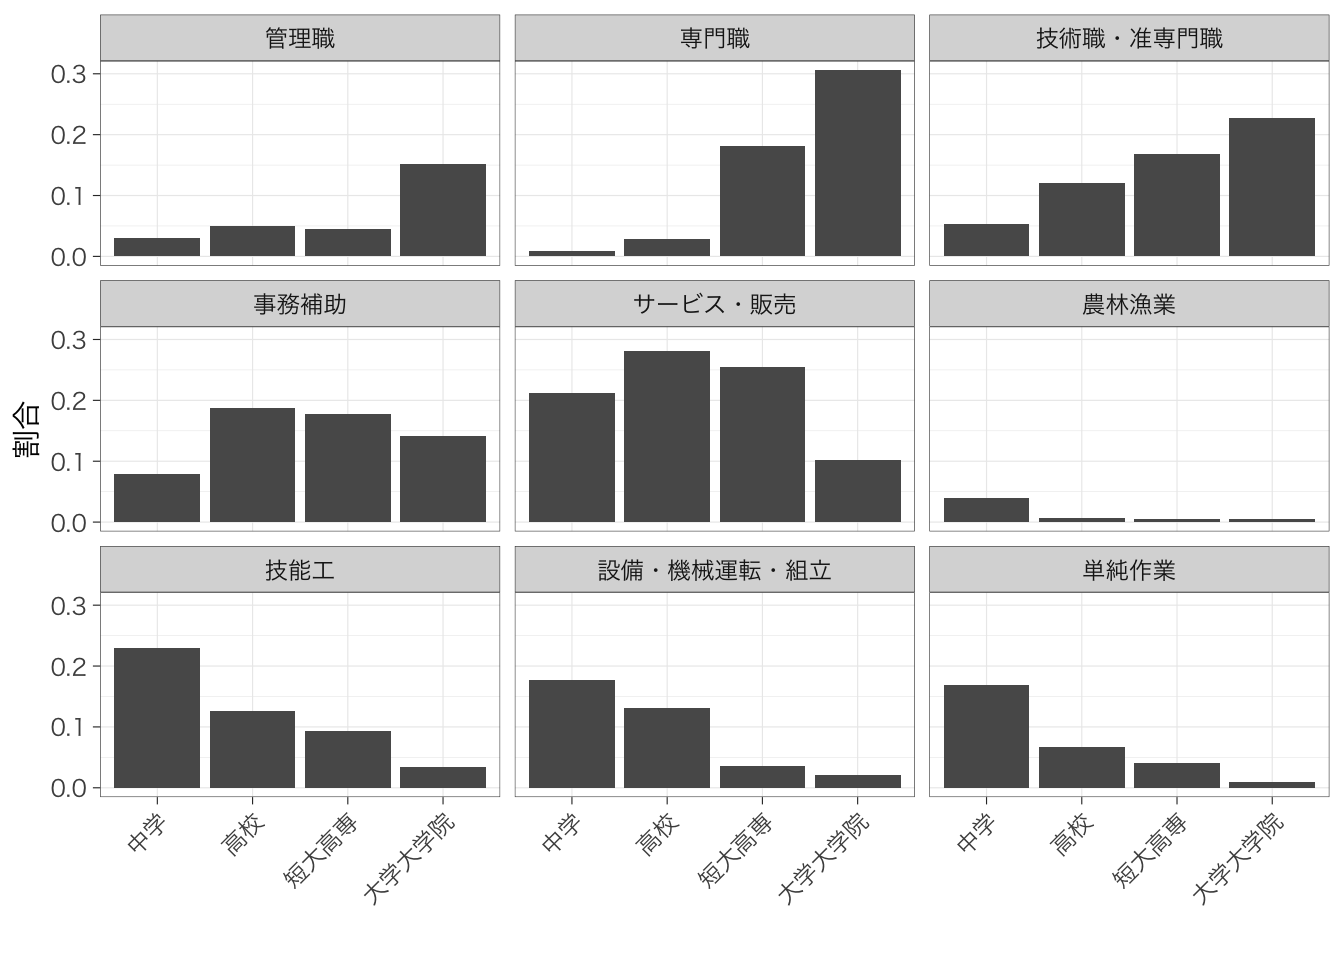 管理職
専門職
技術職・准専門職
0.3
0.2
0.1
0.0
事務補助
サービス・販売
農林漁業
0.3
0.2
0.1
0.0
割合
技能工
設備・機械運転・組立
単純作業
0.3
0.2
0.1
0.0
中学
高校
短大高専
大学大学院
中学
高校
短大高専
大学大学院
中学
高校
短大高専
大学大学院